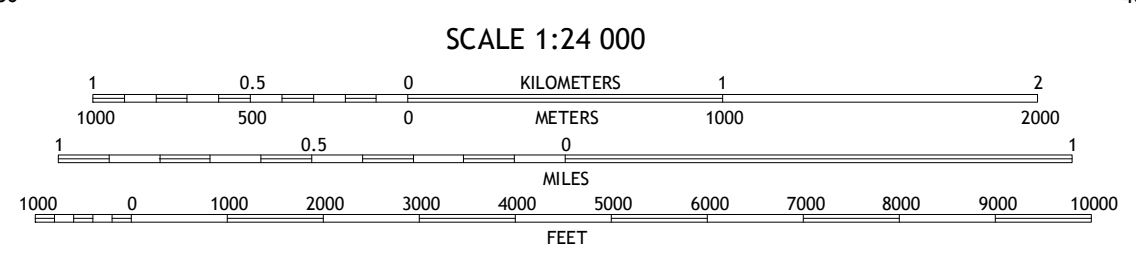 SCALE 1:24 000
1 0.5 0 KILOMETERS 1 2
1000 500 0 METERS 1000 2000
1 0.5 0 1
MILES
1000 0 1000 2000 3000 4000 5000 6000 7000 8000 9000 10000
FEET